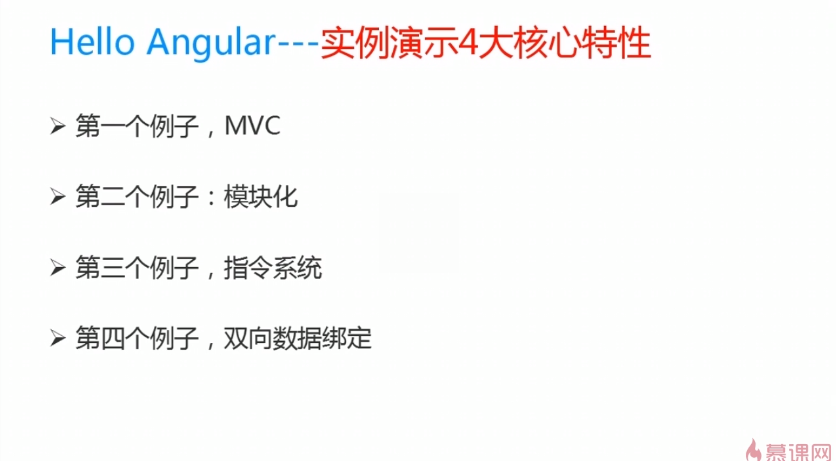 Hello Angular---实例演示4大核心特性
➢ 第一个例子，MVC
➢ 第二个例子：模块化
➢ 第三个例子，指令系统
➢ 第四个例子，双向数据绑定
慕课网